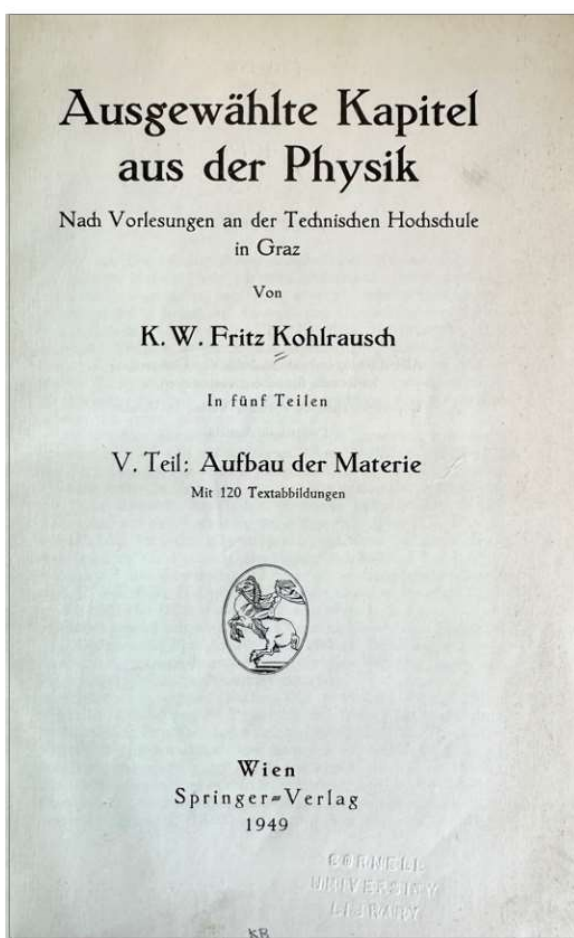 Ausgewählte Kapitel
aus der Physik
Nach Vorlesungen an der Technischen Hochschule
in Graz
Von
K. W. Fritz Kohlrausch
In fünf Teilen
V. Teil: Aufbau der Materie
Mit 120 Textabbildungen
Wien
Springer-Verlag
1949
CORNELL
UNIVERSITY
LIBRARY
KB